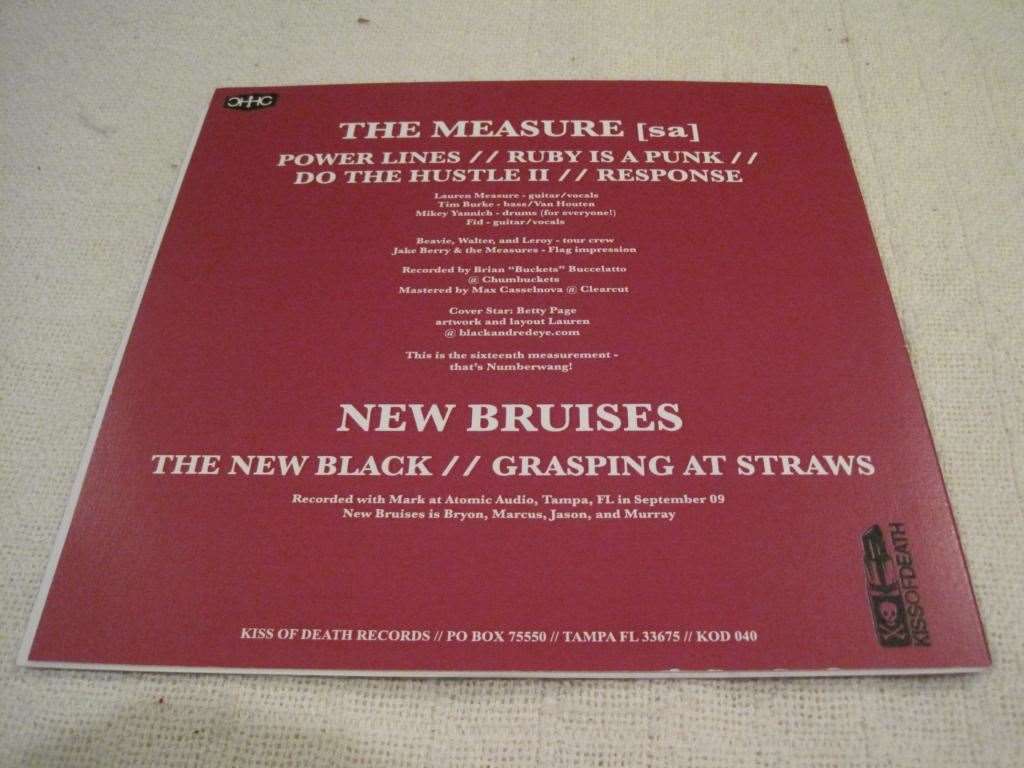 THE MEASURE [sa]
POWER LINES // RUBY IS A PUNK //
DO THE HUSTLE II // RESPONSE
Lauren Measure - guitar/vocals
Tim Burke - bass/Van Houten
Mikey Yannich - drums (for everyone!)
Fid - guitar/vocals
Beavie, Walter, and Leroy - tour crew
Jake Berry & the Measures - Flag impression
Recorded by Brian “Buckets” Buccelatto
@ Chumbuckets
Mastered by Max Casselnova @ Clearcut
Cover Star: Betty Page
artwork and layout Lauren
@ blackandredeye.com
This is the sixteenth measurement -
that's Numberwang!
NEW BRUISES
THE NEW BLACK // GRASPING AT STRAWS
Recorded with Mark at Atomic Audio, Tampa, FL in September 09
New Bruises is Bryon, Marcus, Jason, and Murray
KISSOFDEATH
KISS OF DEATH RECORDS // PO BOX 75550 // TAMPA FL 33675 // KOD 040